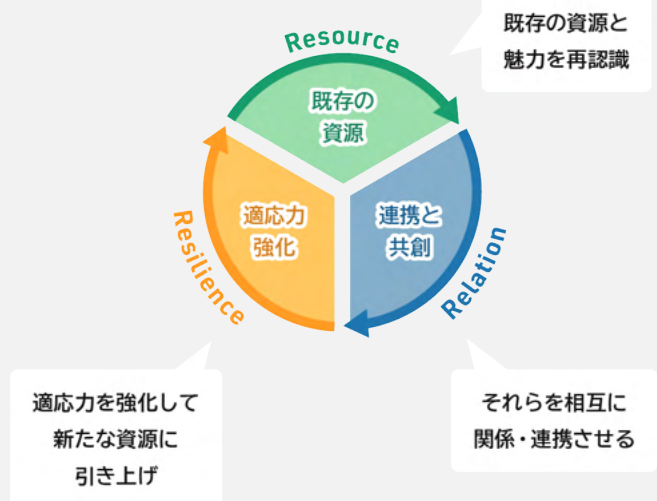 Resource
既存の資源と
魅力を再認識
既存の
資源
適応力
強化
連携と
共創
Resilience
Relation
適応力を強化して
新たな資源に
引き上げ
それらを相互に
関係・連携させる